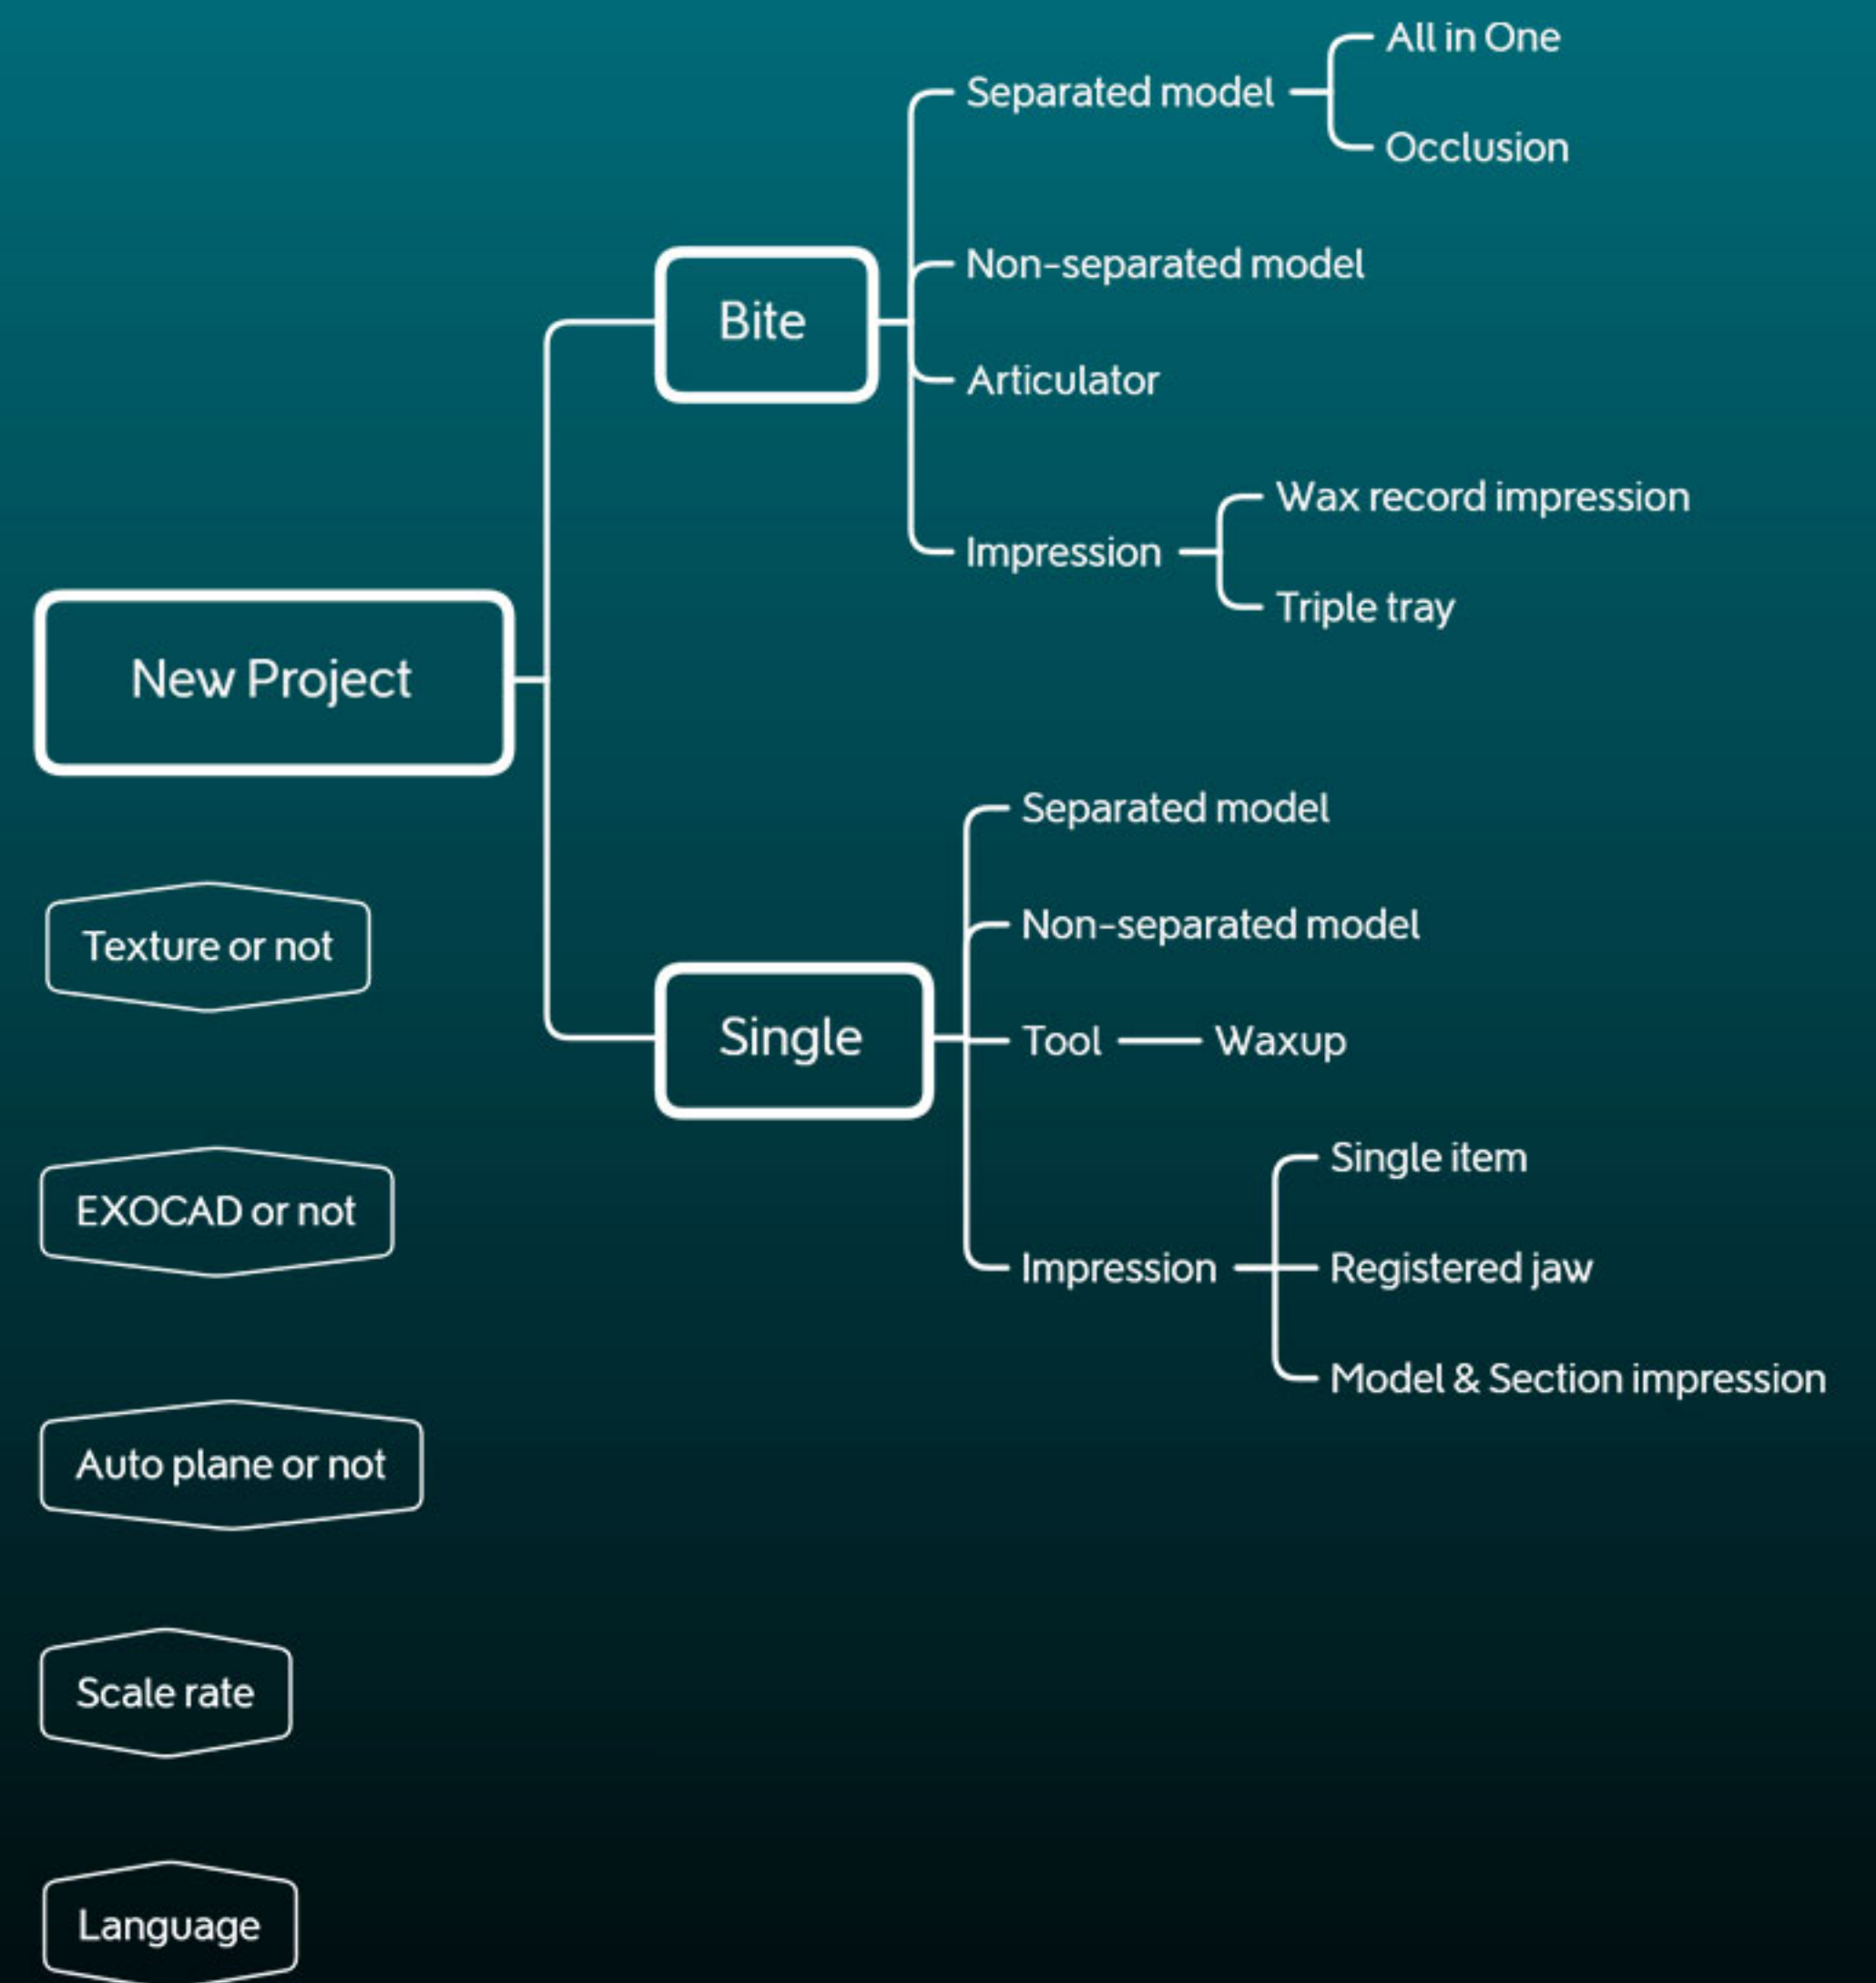 All in One
Separated model
Occlusion
Non-separated model
Bite
Articulator
Wax record impression
Impression
Triple tray
New Project
Separated model
Non-separated model
Single
Tool
Waxup
Single item
Impression
Registered jaw
Model & Section impression
Texture or not
EXOCAD or not
Auto plane or not
Scale rate
Language